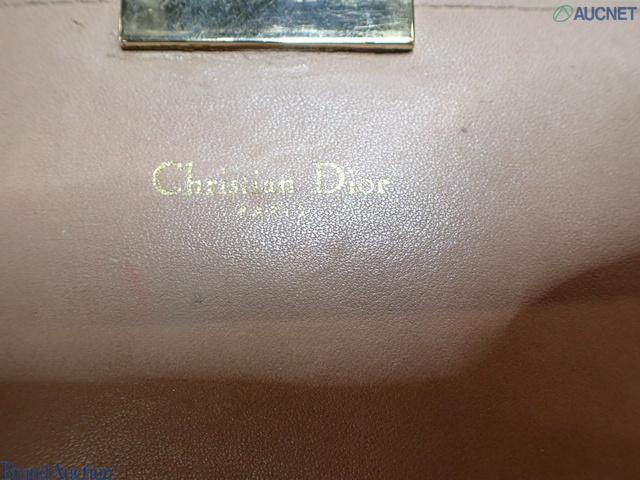 AUCNET
Christian Dior
PARIS
Brand Auction